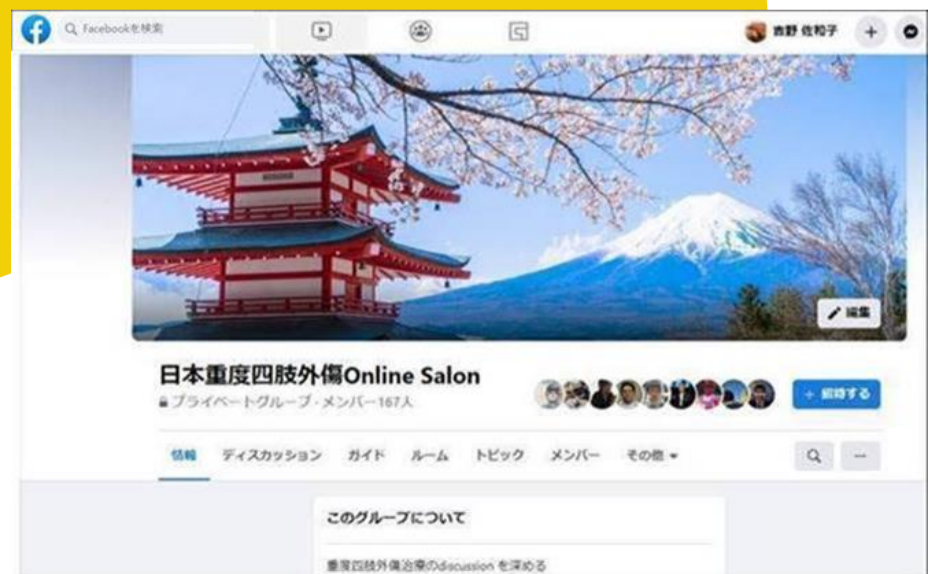 Facebookを検索
吉野 佐和子
編集
日本重度四肢外傷Online Salon
プライベートグループ・メンバー167人
+ 招待する
情報 ディスカッション ガイド ルーム トピック メンバー その他
このグループについて
重度四肢外傷治療のdiscussion を深める